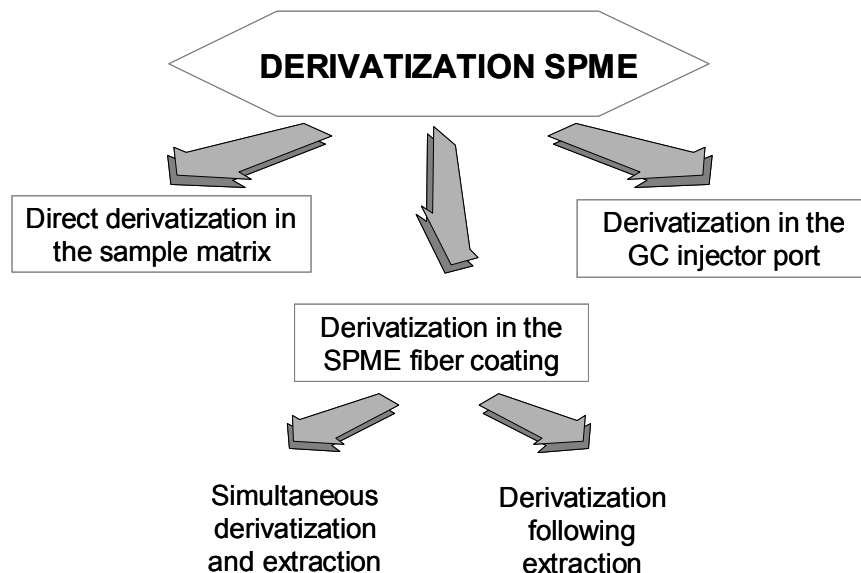 DERIVATIZATION SPME
Direct derivatization in
the sample matrix
Derivatization in the
GC injector port
Derivatization in the
SPME fiber coating
Simultaneous
derivatization
and extraction
Derivatization
following
extraction